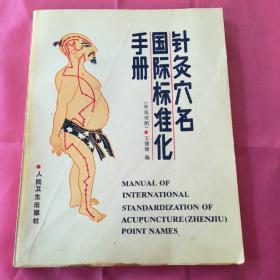 针灸穴名
国际标准化
手册
（中英对照）●王德深 编
●人民卫生出版社
MANUAL OF
INTERNATIONAL
STANDARDIZATION OF
ACUPUNCTURE(ZHENJIU)
POINT NAMES